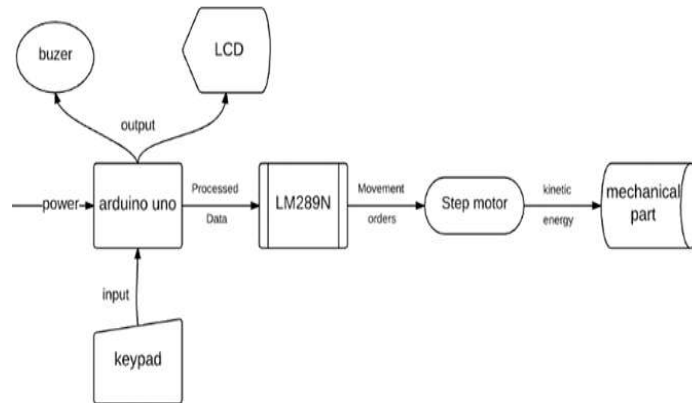 buzer
LCD
output
power
arduino uno
Processed
Data
LM289N
Movement
orders
Step motor
kinetic
energy
mechanical
part
input
keypad